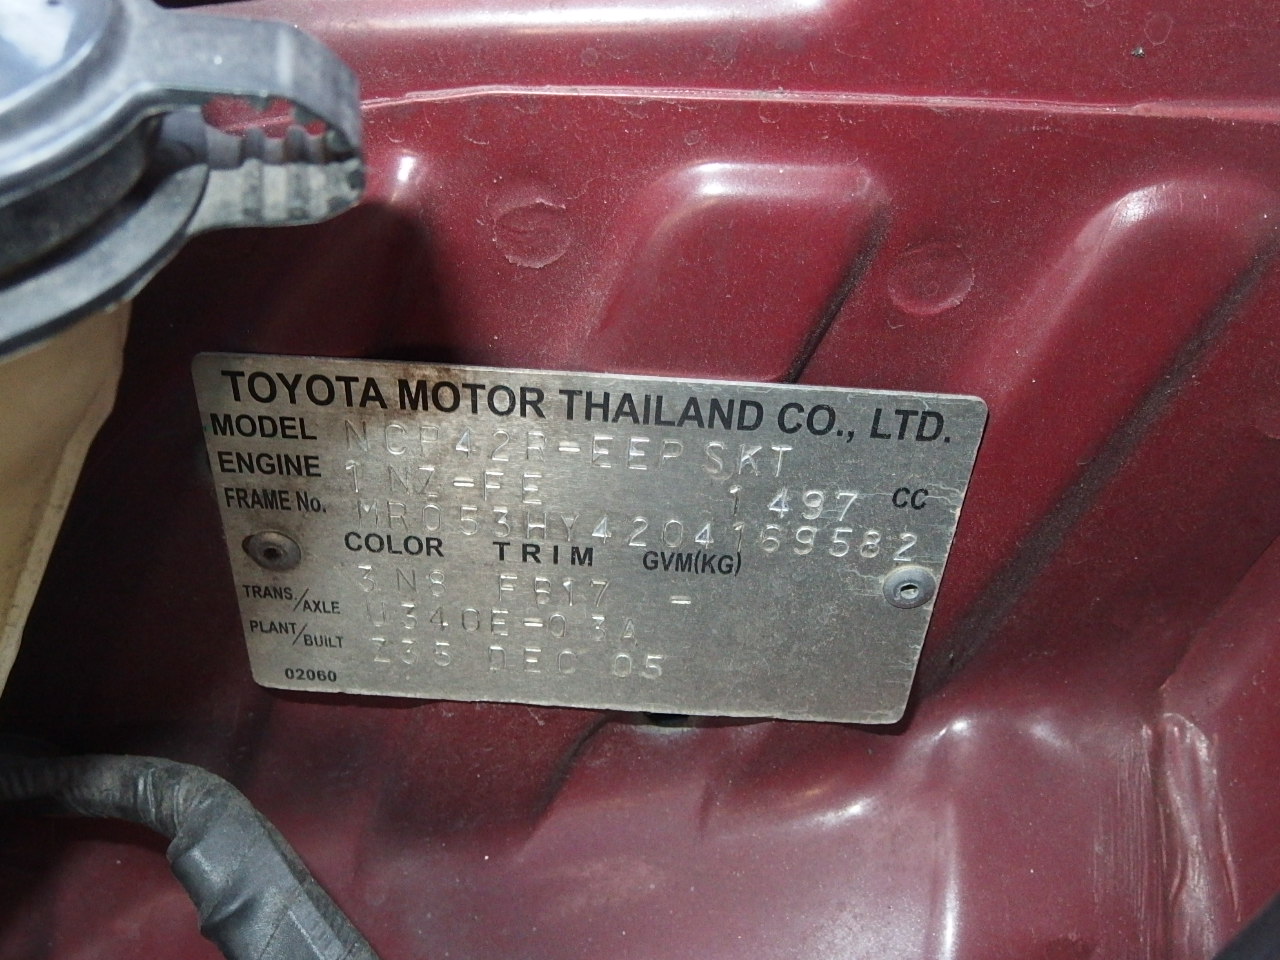 TOYOTA MOTOR THAILAND CO., LTD.
MODEL NCP42R-EEPSKT
ENGINE 1NZ-FE 1497 CC
FRAME No. MR053HY4204169582
COLOR TRIM GVM(KG)
3N8 FB17 -
TRANS./AXLE U340E-03A
PLANT/BUILT Z35 DEC 05
02060